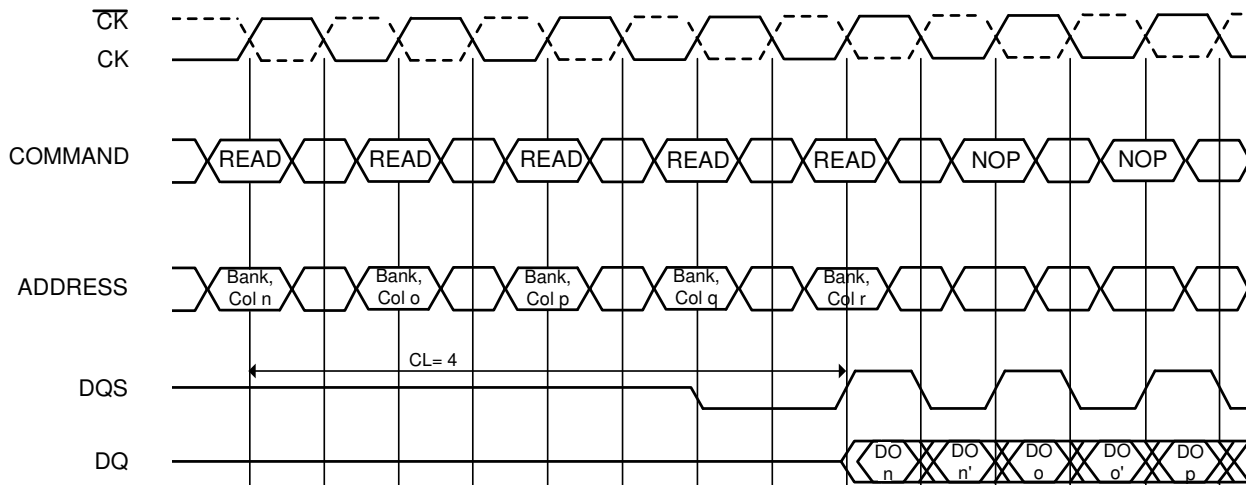 CK
CK
COMMAND
READ
READ
READ
READ
READ
NOP
NOP
ADDRESS
Bank,
Col n
Bank,
Col o
Bank,
Col p
Bank,
Col q
Bank,
Col r
CL= 4
DQS
DQ
DO
n
DO
n'
DO
o
DO
o'
DO
p